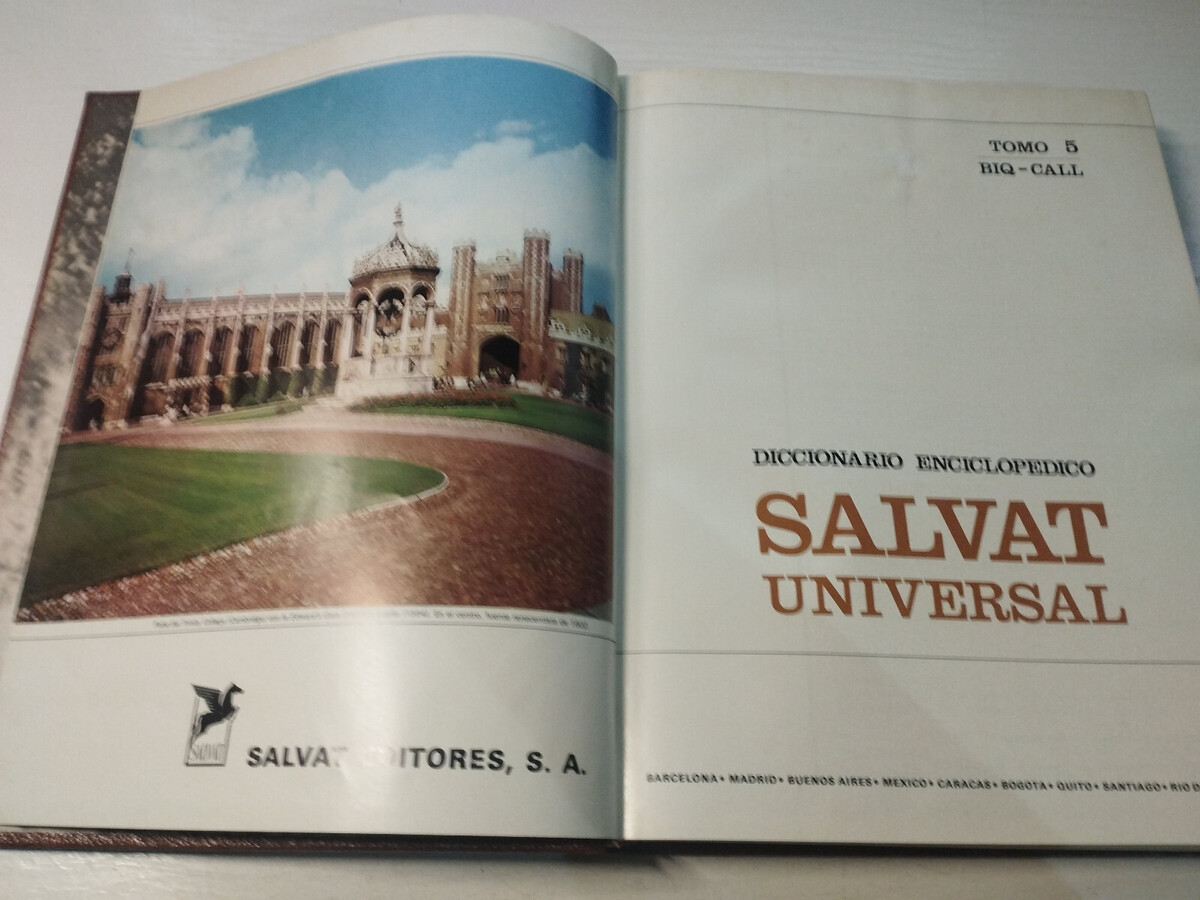 SALVAT
SALVAT EDITORES, S. A.
TOMO 5
BIQ - CALL
DICCIONARIO ENCICLOPEDICO
SALVAT
UNIVERSAL
BARCELONA • MADRID • BUENOS AIRES • MEXICO • CARACAS • BOGOTA • QUITO • SANTIAGO • RIO D